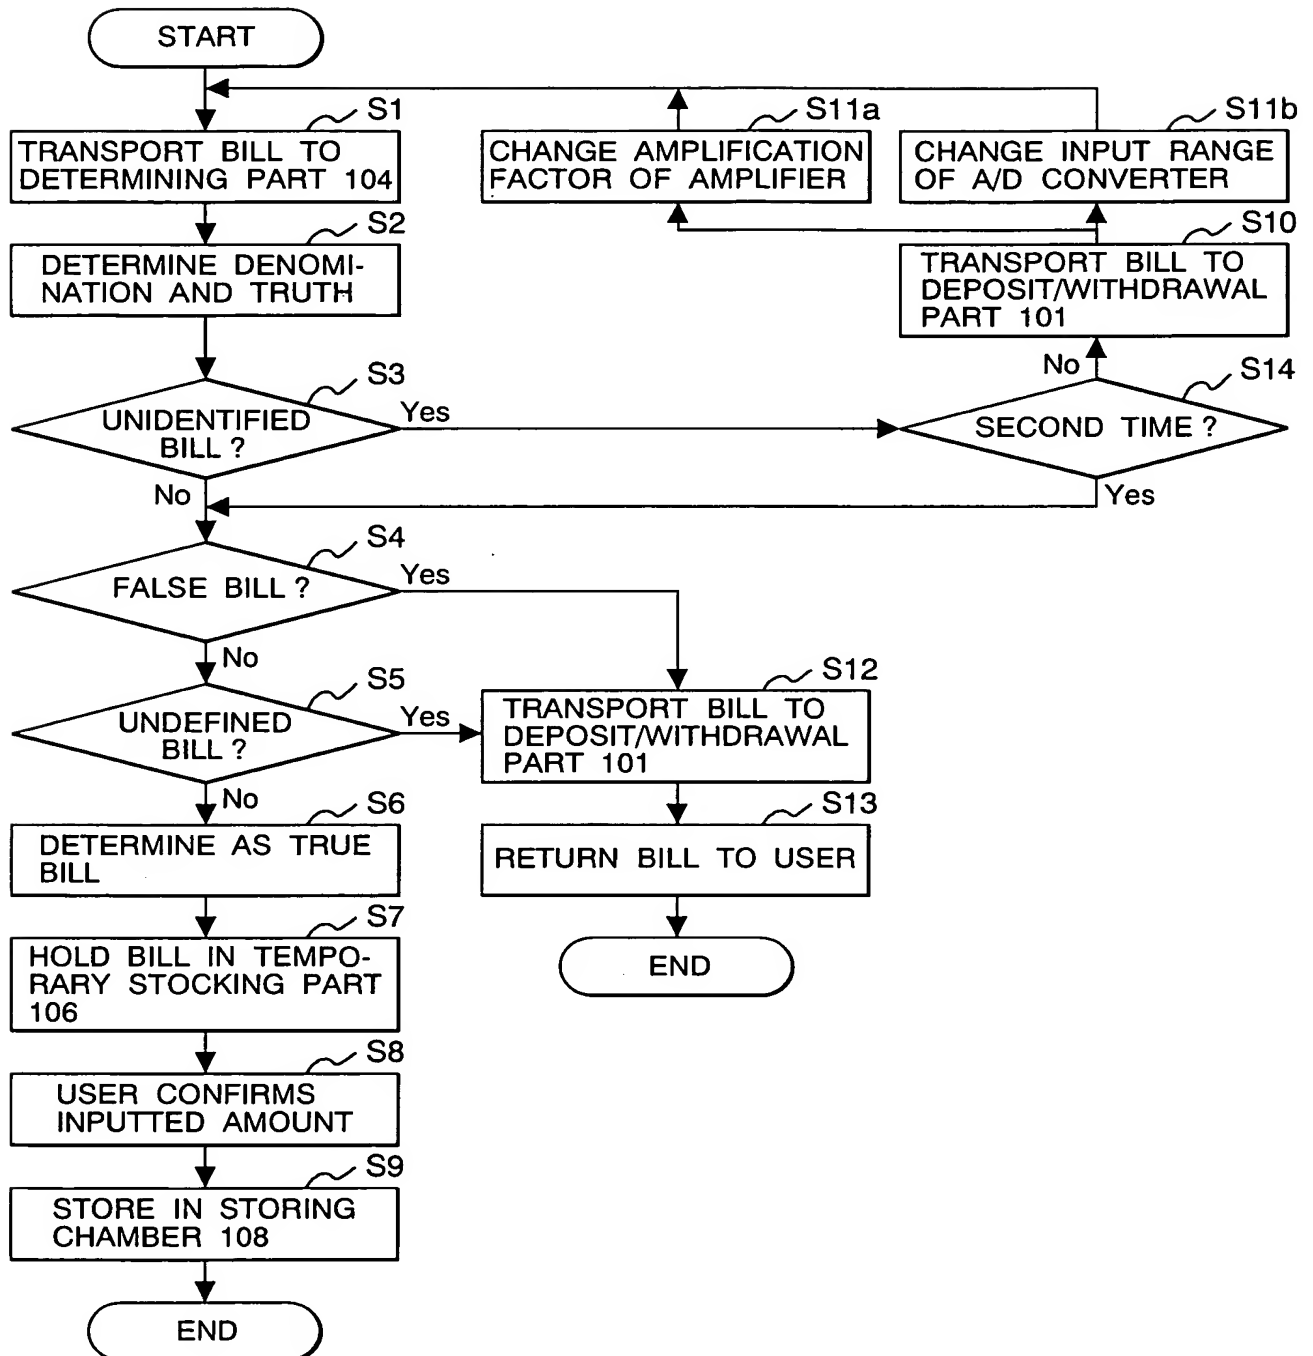 START
S1
TRANSPORT BILL TO
DETERMINING PART 104
S11a
CHANGE AMPLIFICATION
FACTOR OF AMPLIFIER
S11b
CHANGE INPUT RANGE
OF A/D CONVERTER
S2
DETERMINE DENOMI-
NATION AND TRUTH
S10
TRANSPORT BILL TO
DEPOSIT/WITHDRAWAL
PART 101
S3
UNIDENTIFIED
BILL ?
Yes
No
No
S14
SECOND TIME ?
Yes
S4
FALSE BILL ?
Yes
No
S5
UNDEFINED
BILL ?
Yes
No
S12
TRANSPORT BILL TO
DEPOSIT/WITHDRAWAL
PART 101
S6
DETERMINE AS TRUE
BILL
S13
RETURN BILL TO USER
END
S7
HOLD BILL IN TEMPO-
RARY STOCKING PART
106
S8
USER CONFIRMS
INPUTTED AMOUNT
S9
STORE IN STORING
CHAMBER 108
END